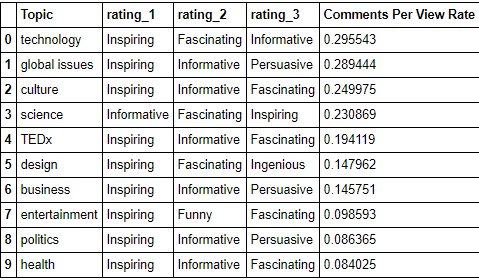 Topic rating_1 rating_2 rating_3 Comments Per View Rate
0 technology Inspiring Fascinating Informative 0.295543
1 global issues Inspiring Informative Persuasive 0.289444
2 culture Inspiring Informative Fascinating 0.249975
3 science Informative Fascinating Inspiring 0.230869
4 TEDx Inspiring Informative Fascinating 0.194119
5 design Inspiring Fascinating Ingenious 0.147962
6 business Inspiring Informative Persuasive 0.145751
7 entertainment Inspiring Funny Fascinating 0.098593
8 politics Inspiring Informative Persuasive 0.086365
9 health Inspiring Informative Fascinating 0.084025